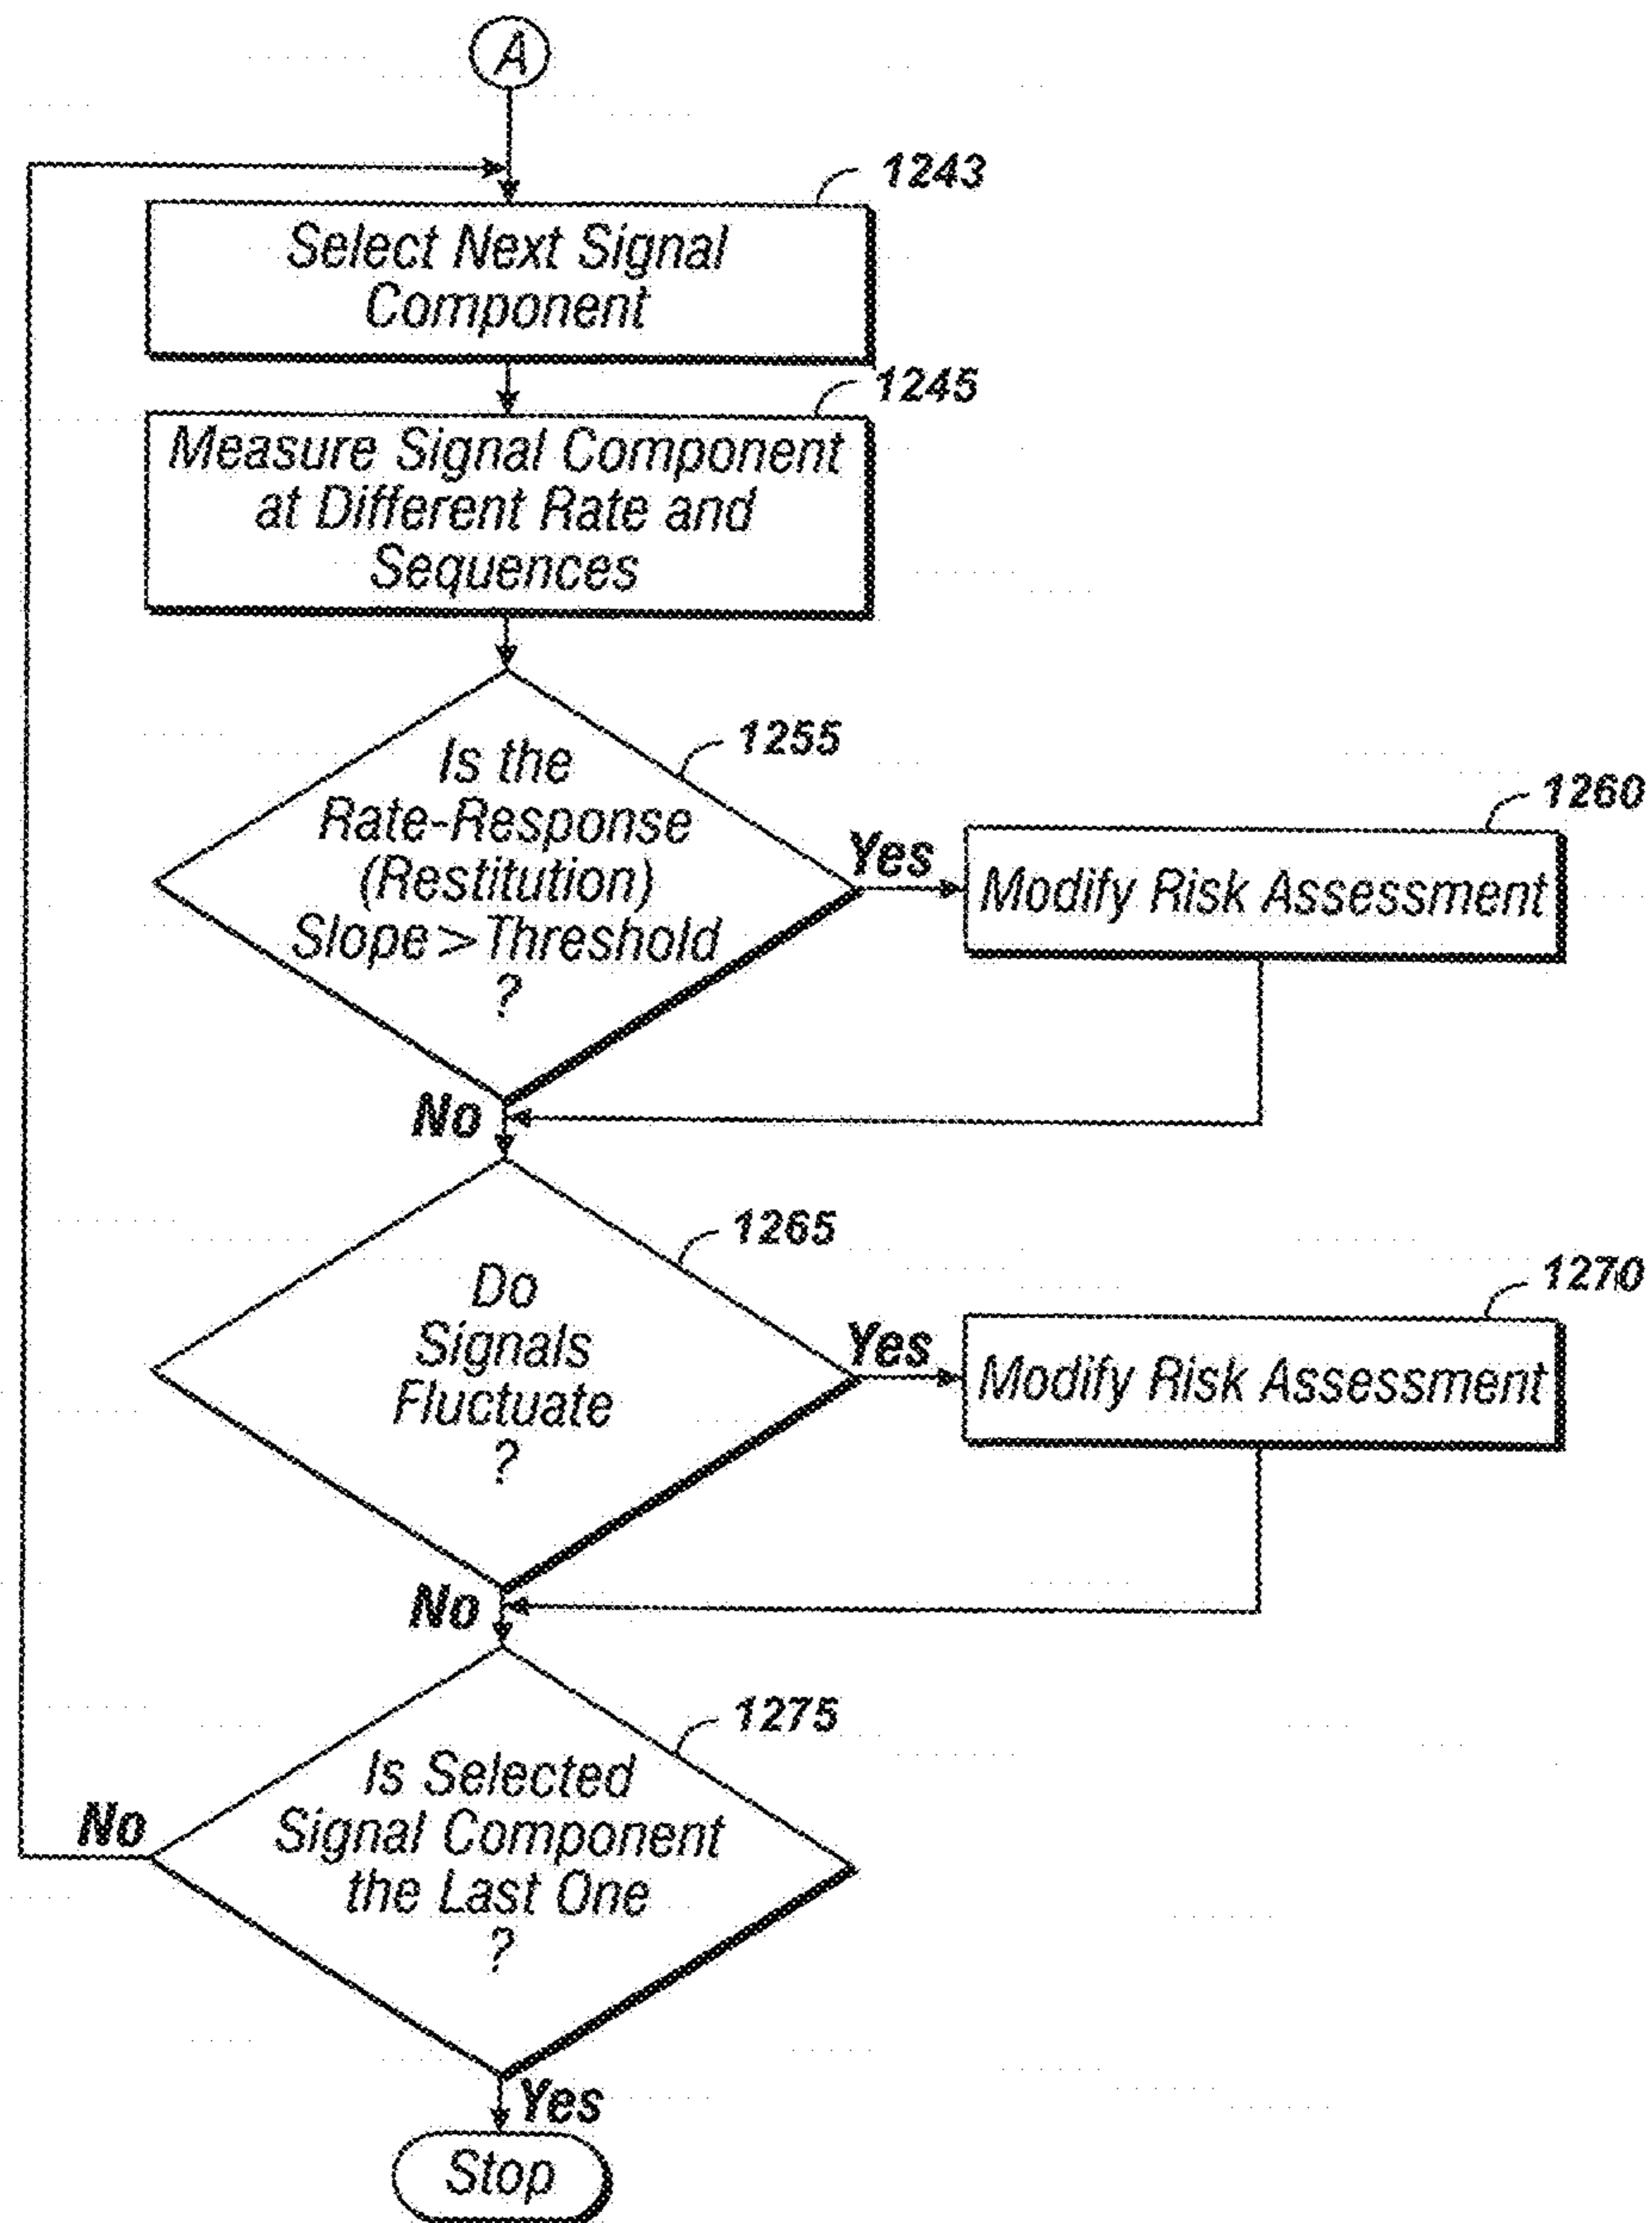 A
1243
Select Next Signal
Component
1245
Measure Signal Component
at Different Rate and
Sequences
1255
Is the
Rate-Response
(Restitution)
Slope > Threshold
?
Yes
1260
Modify Risk Assessment
No
1265
Do
Signals
Fluctuate
?
Yes
1270
Modify Risk Assessment
No
1275
Is Selected
Signal Component
the Last One
?
No
Yes
Stop